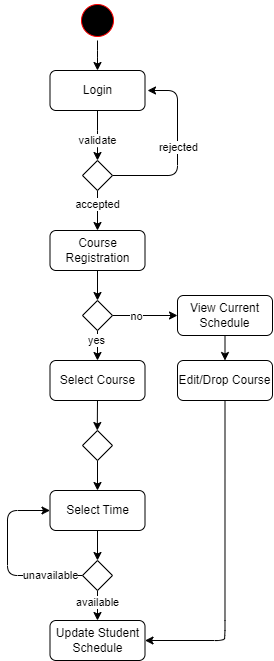 Login
validate
rejected
accepted
Course
Registration
no
View Current
Schedule
yes
Select Course
Edit/Drop Course
Select Time
unavailable
available
Update Student
Schedule